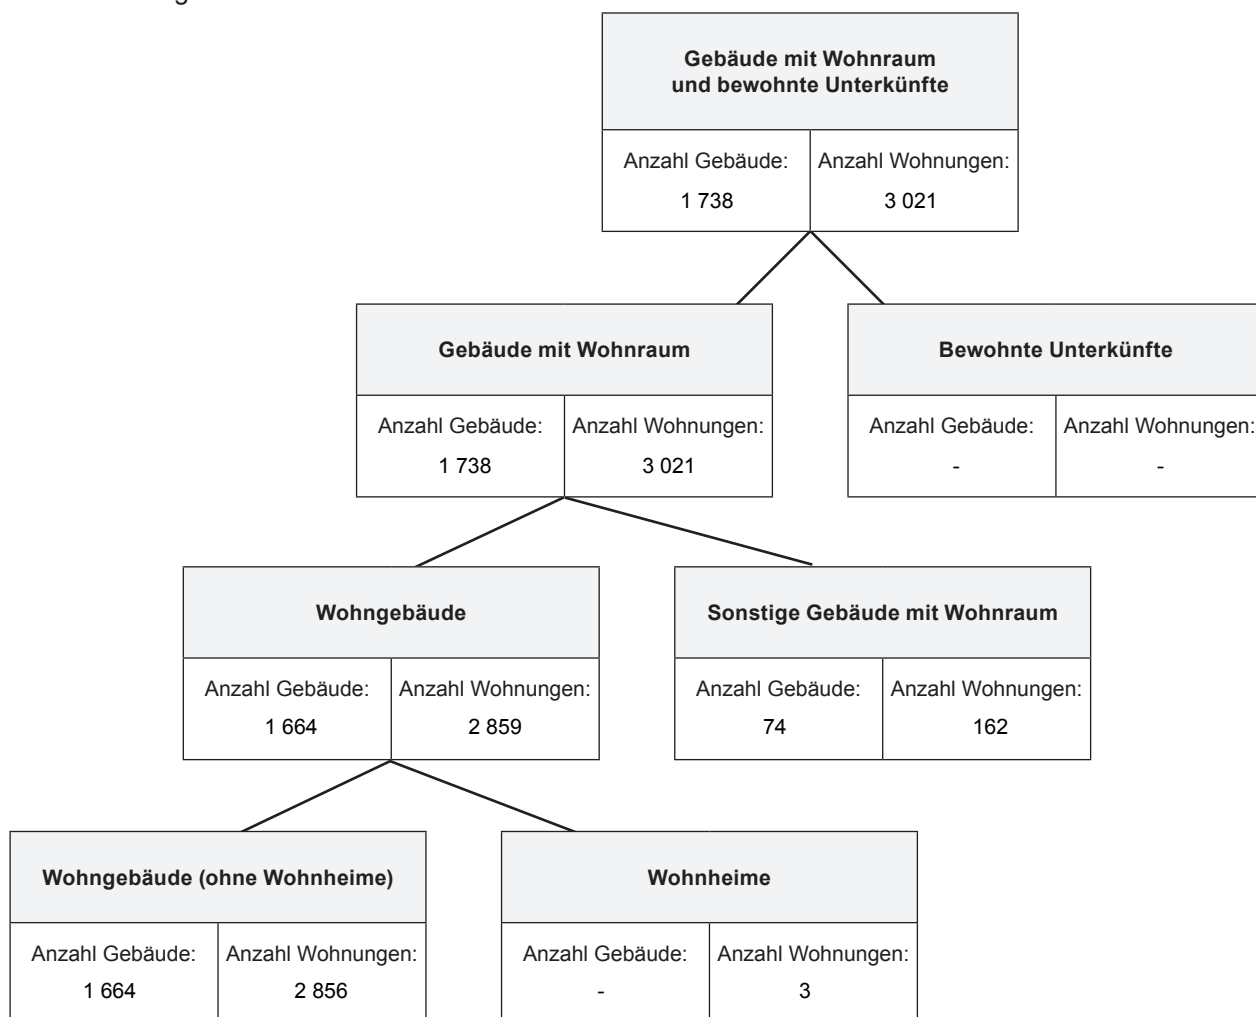 Gebäude mit Wohnraum
und bewohnte Unterkünfte
Anzahl Gebäude: Anzahl Wohnungen:
1 738 3 021
Gebäude mit Wohnraum Bewohnte Unterkünfte
Anzahl Gebäude: Anzahl Wohnungen: Anzahl Gebäude: Anzahl Wohnungen:
1 738 3 021 - -
Wohngebäude Sonstige Gebäude mit Wohnraum
Anzahl Gebäude: Anzahl Wohnungen: Anzahl Gebäude: Anzahl Wohnungen:
1 664 2 859 74 162
Wohngebäude (ohne Wohnheime) Wohnheime
Anzahl Gebäude: Anzahl Wohnungen: Anzahl Gebäude: Anzahl Wohnungen:
1 664 2 856 - 3